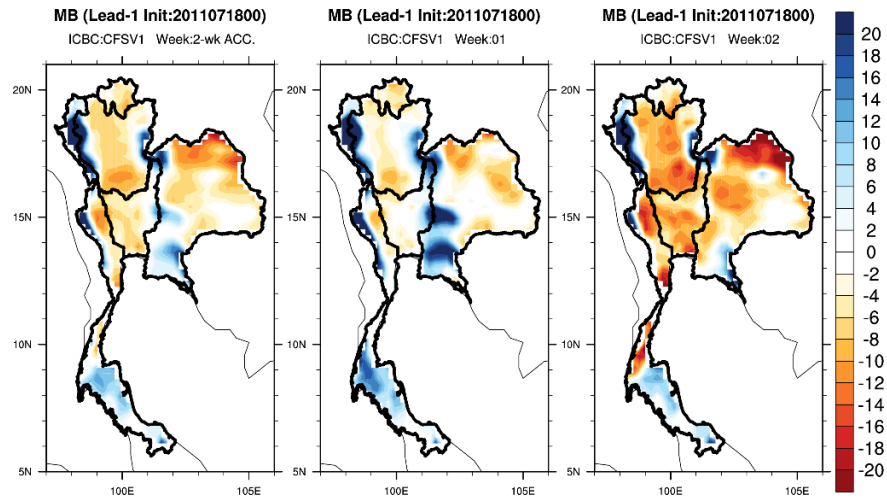 MB (Lead-1 Init:2011071800)
ICBC:CFSV1 Week:2-wk ACC.
20N
15N
10N
5N
100E 105E
MB (Lead-1 Init:2011071800)
ICBC:CFSV1 Week:01
20N
15N
10N
5N
100E 105E
MB (Lead-1 Init:2011071800)
ICBC:CFSV1 Week:02
20N
15N
10N
5N
100E 105E
20
18
16
14
12
10
8
6
4
2
0
-2
-4
-6
-8
-10
-12
-14
-16
-18
-20